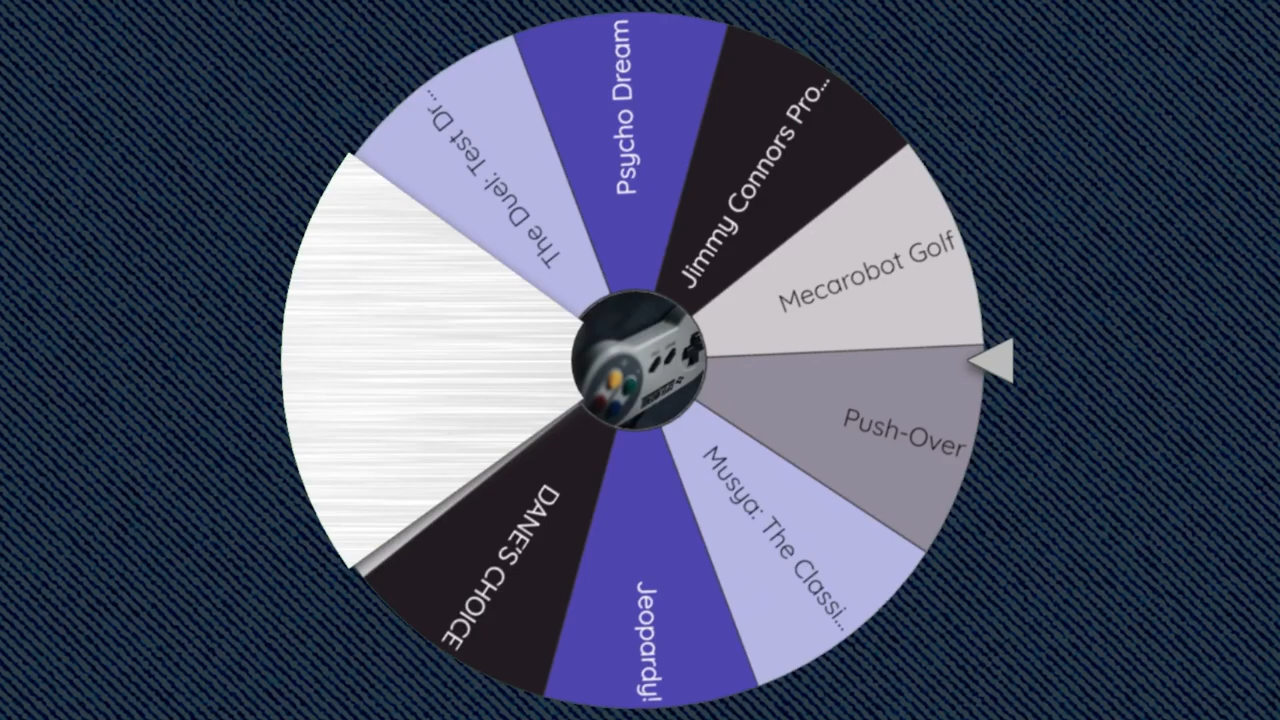 Psycho Dream
Jimmy Connors Pro...
Mecarobot Golf
Push-Over
Musya: The Classi...
Jeopardy!
DANE'S CHOICE
The Duel: Test Dr...